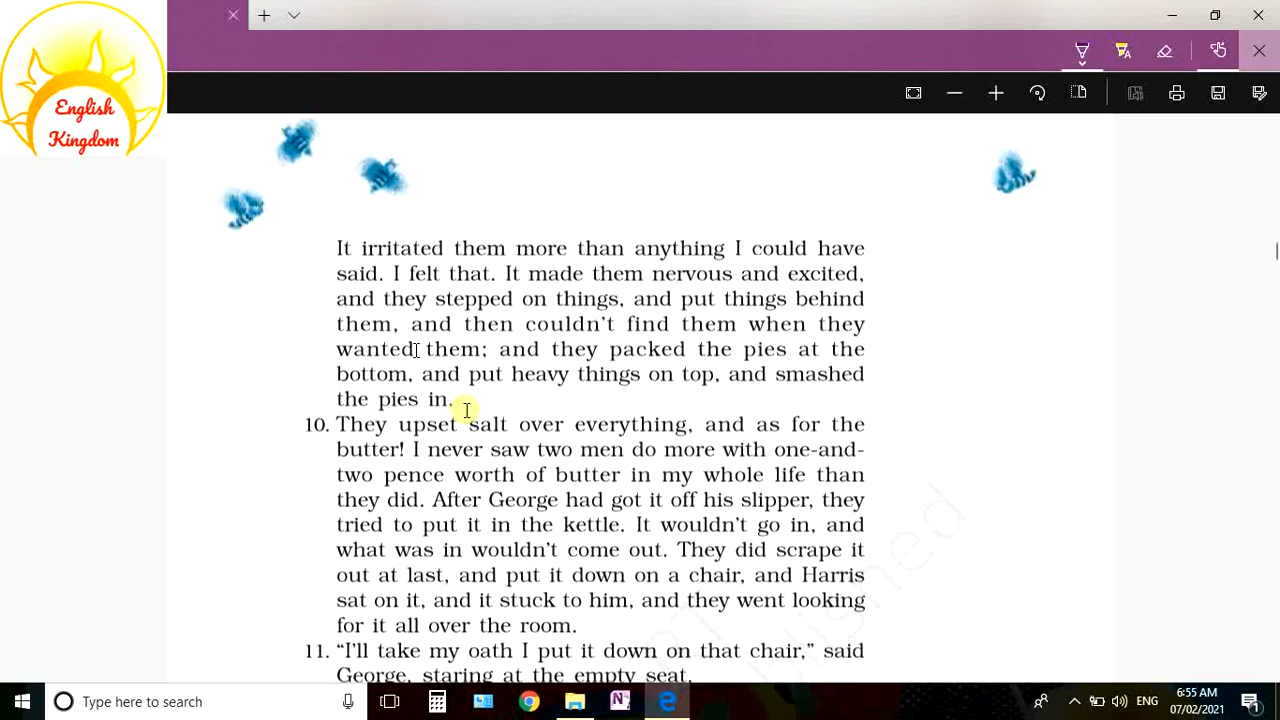 English
Kingdom
It irritated them more than anything I could have
said. I felt that. It made them nervous and excited,
and they stepped on things, and put things behind
them, and then couldn't find them when they
wanted them; and they packed the pies at the
bottom, and put heavy things on top, and smashed
the pies in.
10. They upset salt over everything, and as for the
butter! I never saw two men do more with one-and-
two pence worth of butter in my whole life than
they did. After George had got it off his slipper, they
tried to put it in the kettle. It wouldn't go in, and
what was in wouldn't come out. They did scrape it
out at last, and put it down on a chair, and Harris
sat on it, and it stuck to him, and they went looking
for it all over the room.
11. “I'll take my oath I put it down on that chair,” said
George, staring at the empty seat.
Type here to search
ENG
6:55 AM
07/02/2021